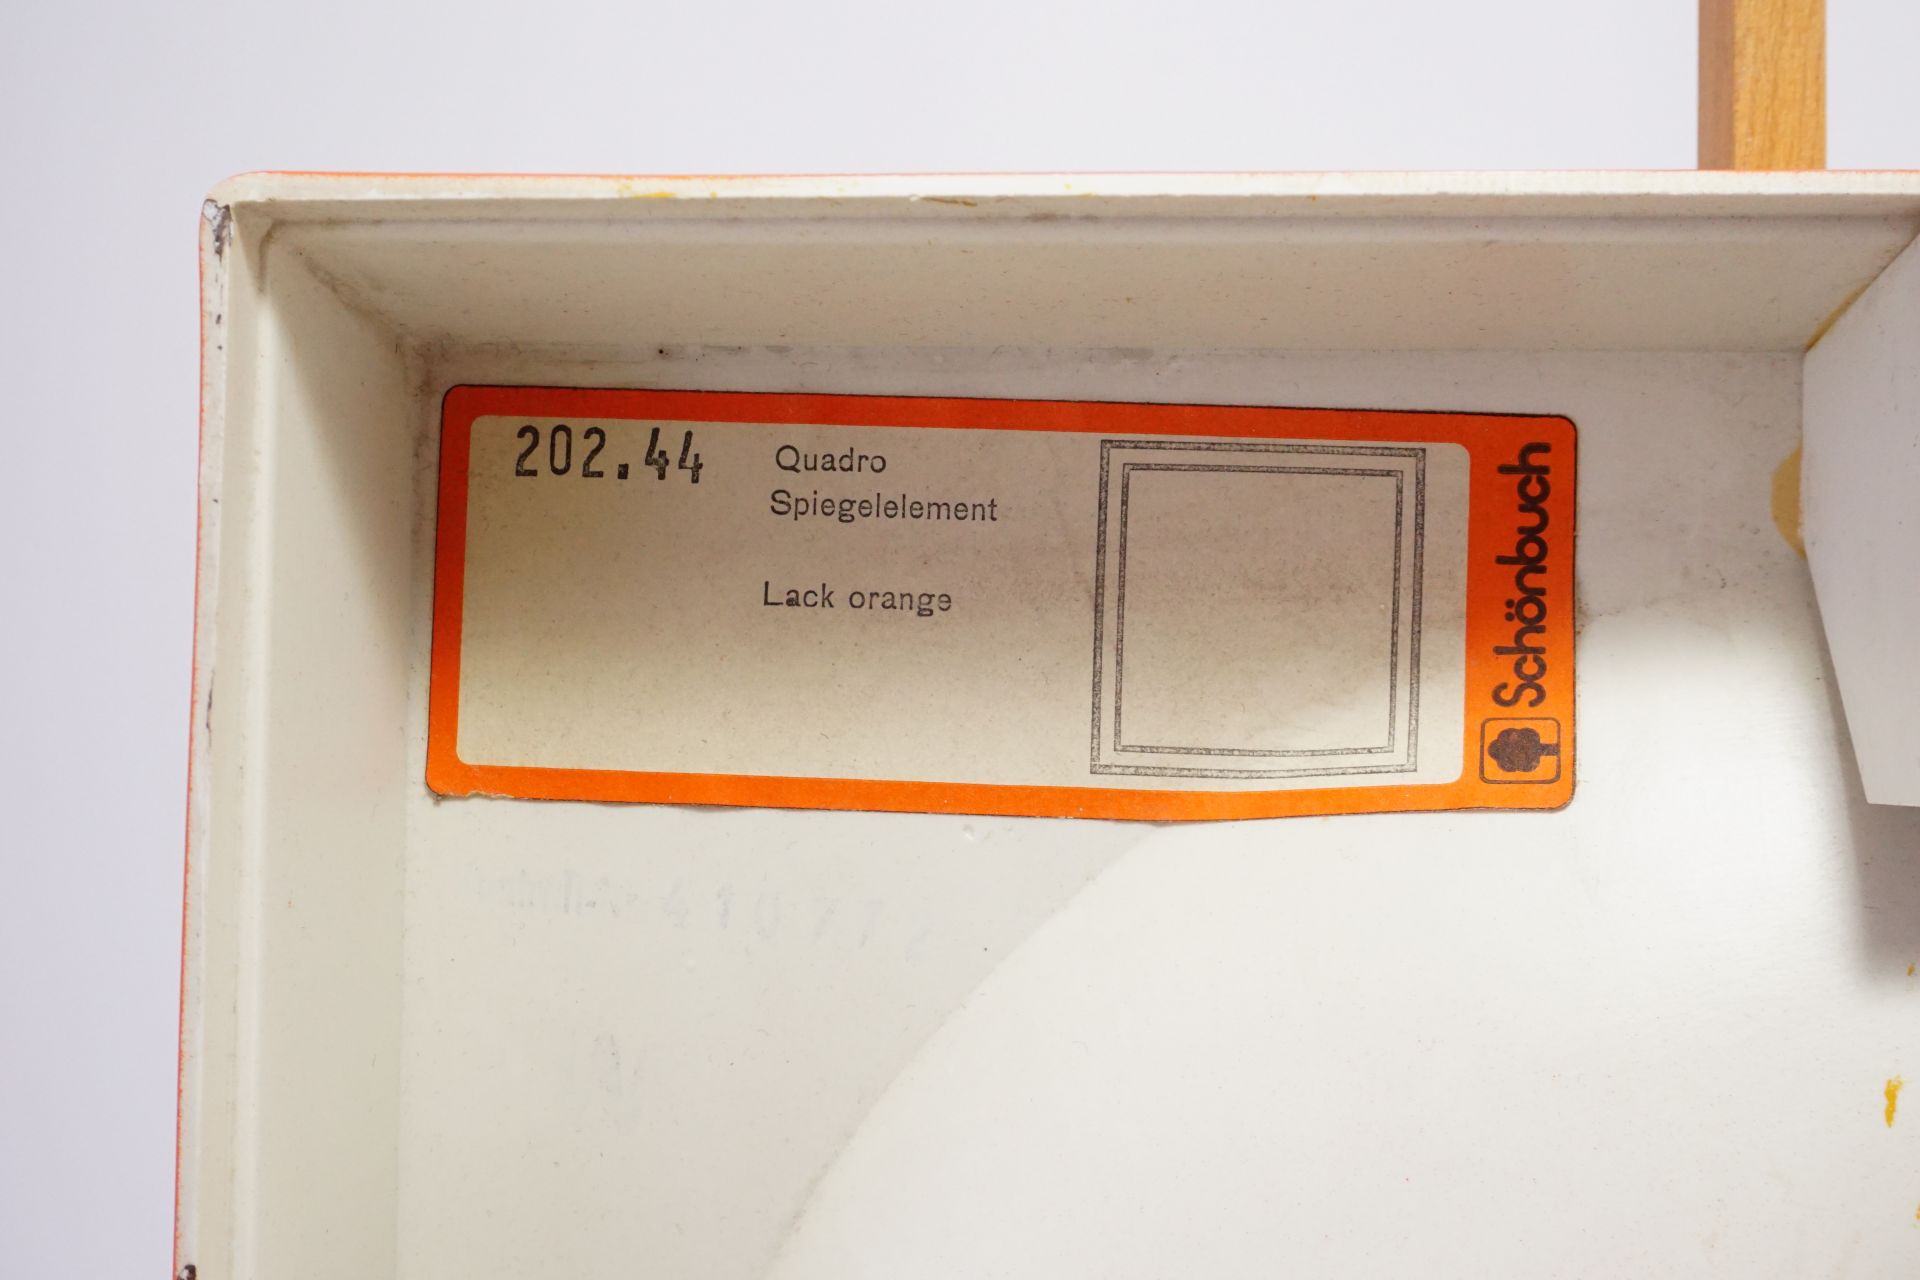 202.44
Quadro
Spiegelelement
Lack orange
Schönbuch